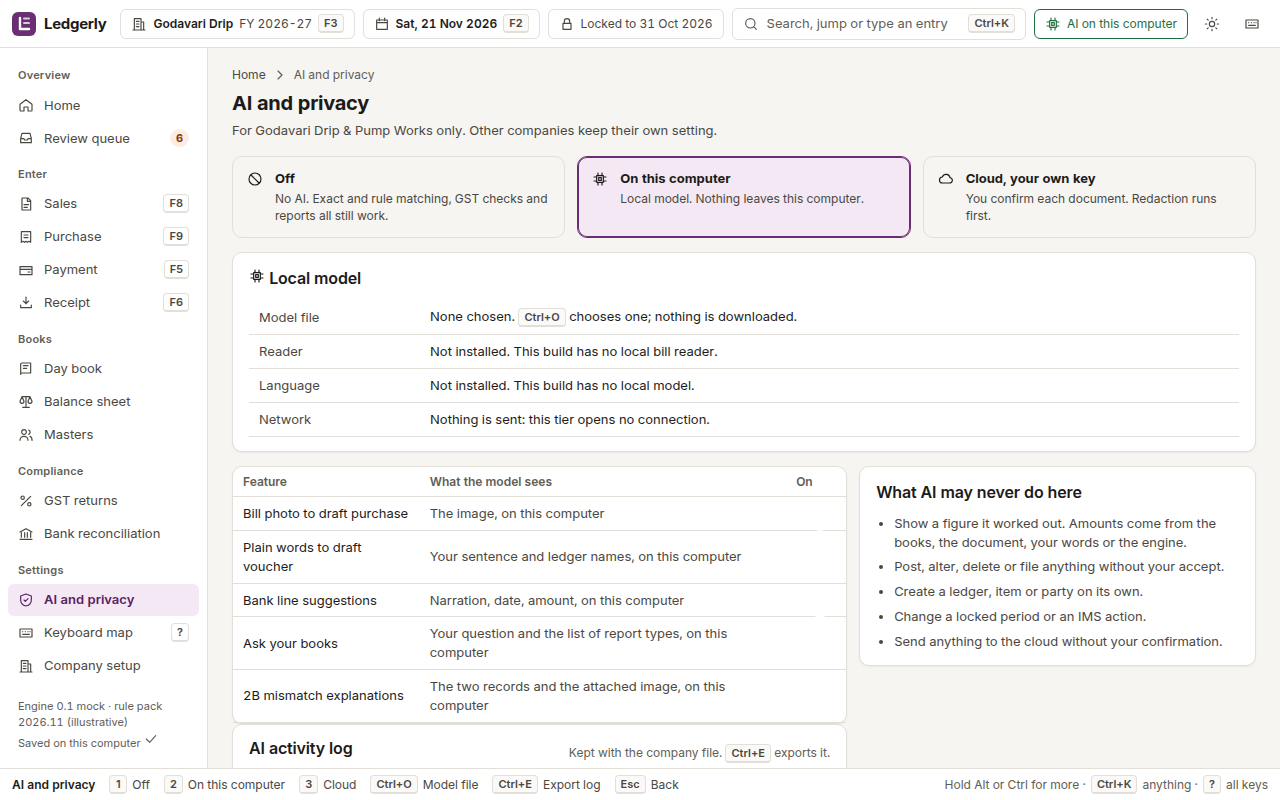 Ledgerly
Godavari Drip FY 2026-27 F3
Sat, 21 Nov 2026 F2
Locked to 31 Oct 2026
Search, jump or type an entry Ctrl+K
AI on this computer
Overview
Home
Review queue 6
Enter
Sales F8
Purchase F9
Payment F5
Receipt F6
Books
Day book
Balance sheet
Masters
Compliance
GST returns
Bank reconciliation
Settings
AI and privacy
Keyboard map ?
Company setup
Engine 0.1 mock · rule pack
2026.11 (illustrative)
Saved on this computer
Home > AI and privacy
AI and privacy
For Godavari Drip & Pump Works only. Other companies keep their own setting.
Off
No AI. Exact and rule matching, GST checks and
reports all still work.
On this computer
Local model. Nothing leaves this computer.
Cloud, your own key
You confirm each document. Redaction runs
first.
Local model
Model file None chosen. Ctrl+O chooses one; nothing is downloaded.
Reader Not installed. This build has no local bill reader.
Language Not installed. This build has no local model.
Network Nothing is sent: this tier opens no connection.
Feature What the model sees On
Bill photo to draft purchase The image, on this computer
Plain words to draft
voucher
Your sentence and ledger names, on this computer
Bank line suggestions Narration, date, amount, on this computer
Ask your books
Your question and the list of report types, on this
computer
2B mismatch explanations
The two records and the attached image, on this
computer
What AI may never do here
• Show a figure it worked out. Amounts come from the
books, the document, your words or the engine.
• Post, alter, delete or file anything without your accept.
• Create a ledger, item or party on its own.
• Change a locked period or an IMS action.
• Send anything to the cloud without your confirmation.
AI activity log Kept with the company file. Ctrl+E exports it.
AI and privacy 1 Off 2 On this computer 3 Cloud Ctrl+O Model file Ctrl+E Export log Esc Back
Hold Alt or Ctrl for more · Ctrl+K anything · ? all keys